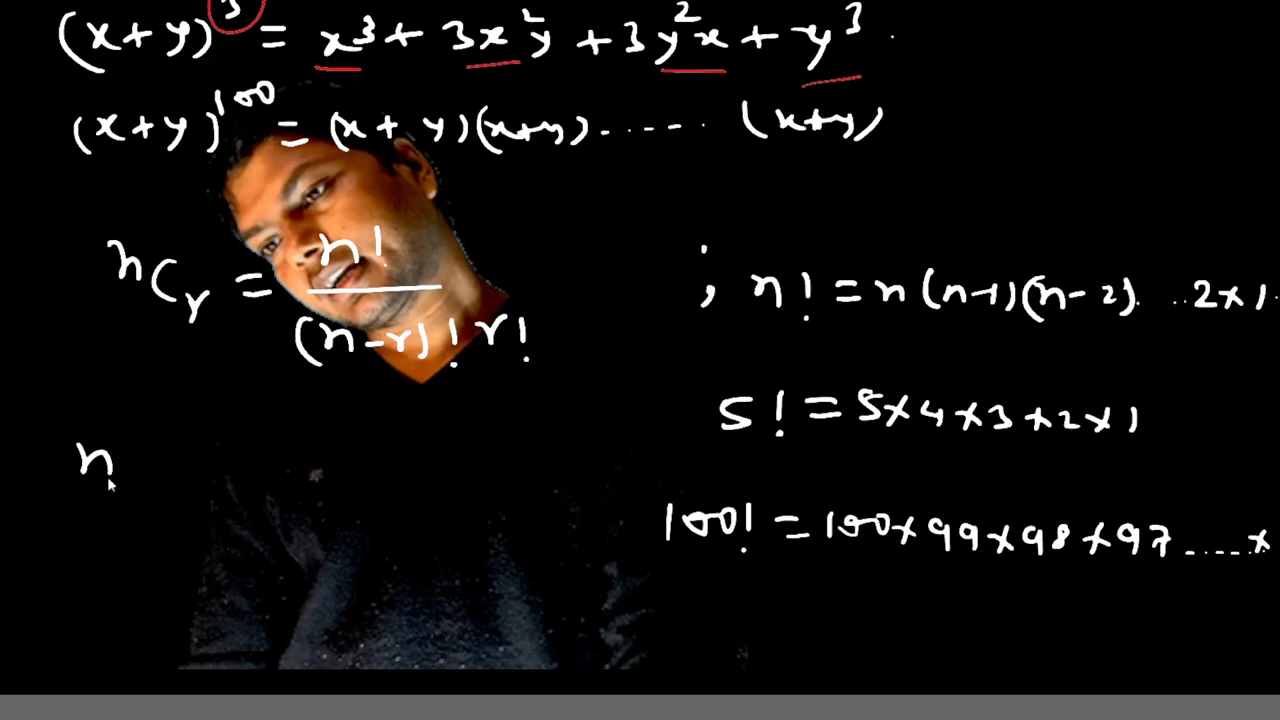 (x+y)³ = x³ + 3x²y + 3y²x + y³.
(x+y)¹⁰⁰ = (x+y)(x+y)...... (x+y)
ⁿCᵣ = n! / (n-r)! r! ; n! = n(n-1)(n-2)...2×1.
5! = 5×4×3×2×1
n
100! = 100×99×98×97.....×